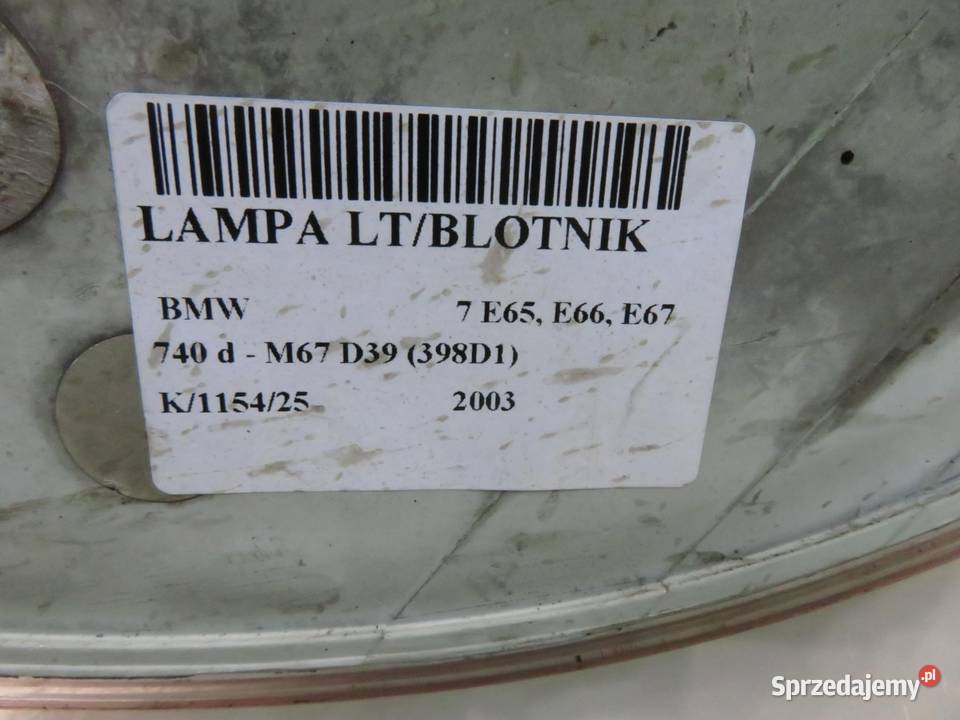 LAMPA LT/BLOTNIK
BMW 7 E65, E66, E67
740 d - M67 D39 (398D1)
K/1154/25 2003
Sprzedajemy.pl